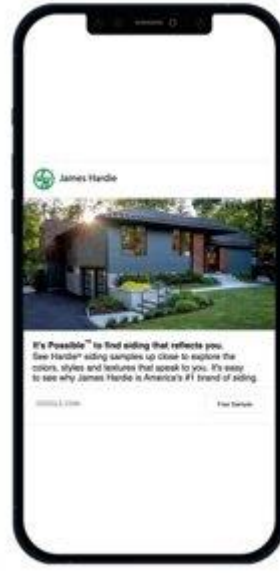 James Hardie
It's Possible™ to find siding that reflects you.
See Hardie® siding samples up close to explore the
colors, styles and textures that speak to you. It's easy
to see why James Hardie is America's #1 brand of siding.
Free Sample